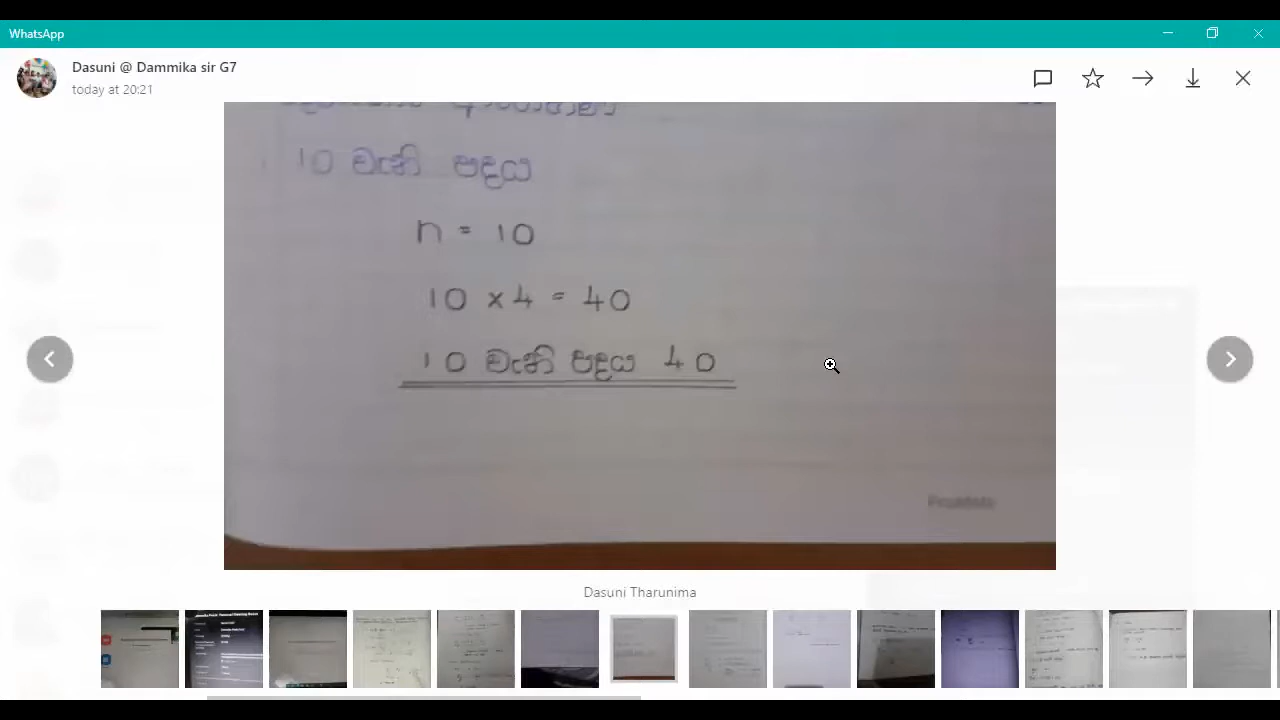 WhatsApp
Dasuni @ Dammika sir G7
today at 20:21
10 වැනි පදය
n = 10
10 × 4 = 40
10 වැනි පදය 40
Dasuni Tharunima